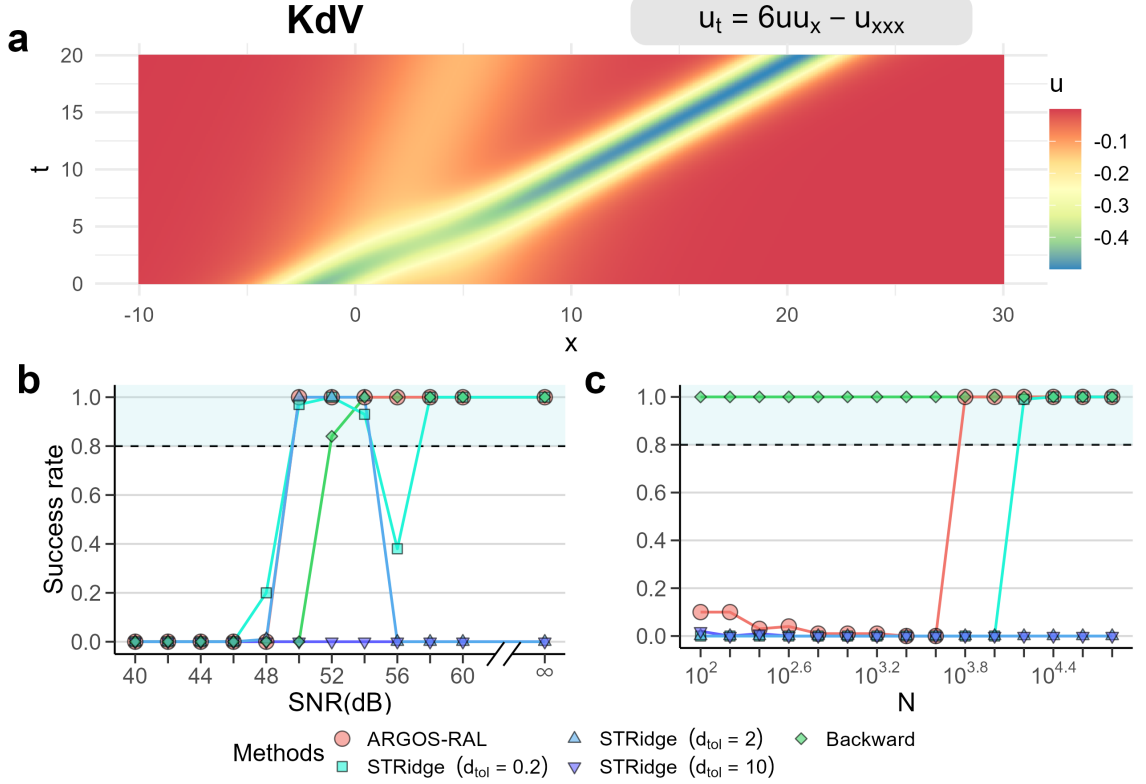 KdV
u_t = 6uu_x − u_xxx
a
20
15
10
5
0
t
-10
0
10
20
30
x
u
-0.1
-0.2
-0.3
-0.4
b
1.0
0.8
0.6
0.4
0.2
0.0
Success rate
40
44
48
52
56
60
∞
SNR(dB)
c
1.0
0.8
0.6
0.4
0.2
0.0
10^2
10^2.6
10^3.2
10^3.8
10^4.4
N
Methods
ARGOS-RAL
STRidge (d_tol = 2)
Backward
STRidge (d_tol = 0.2)
STRidge (d_tol = 10)